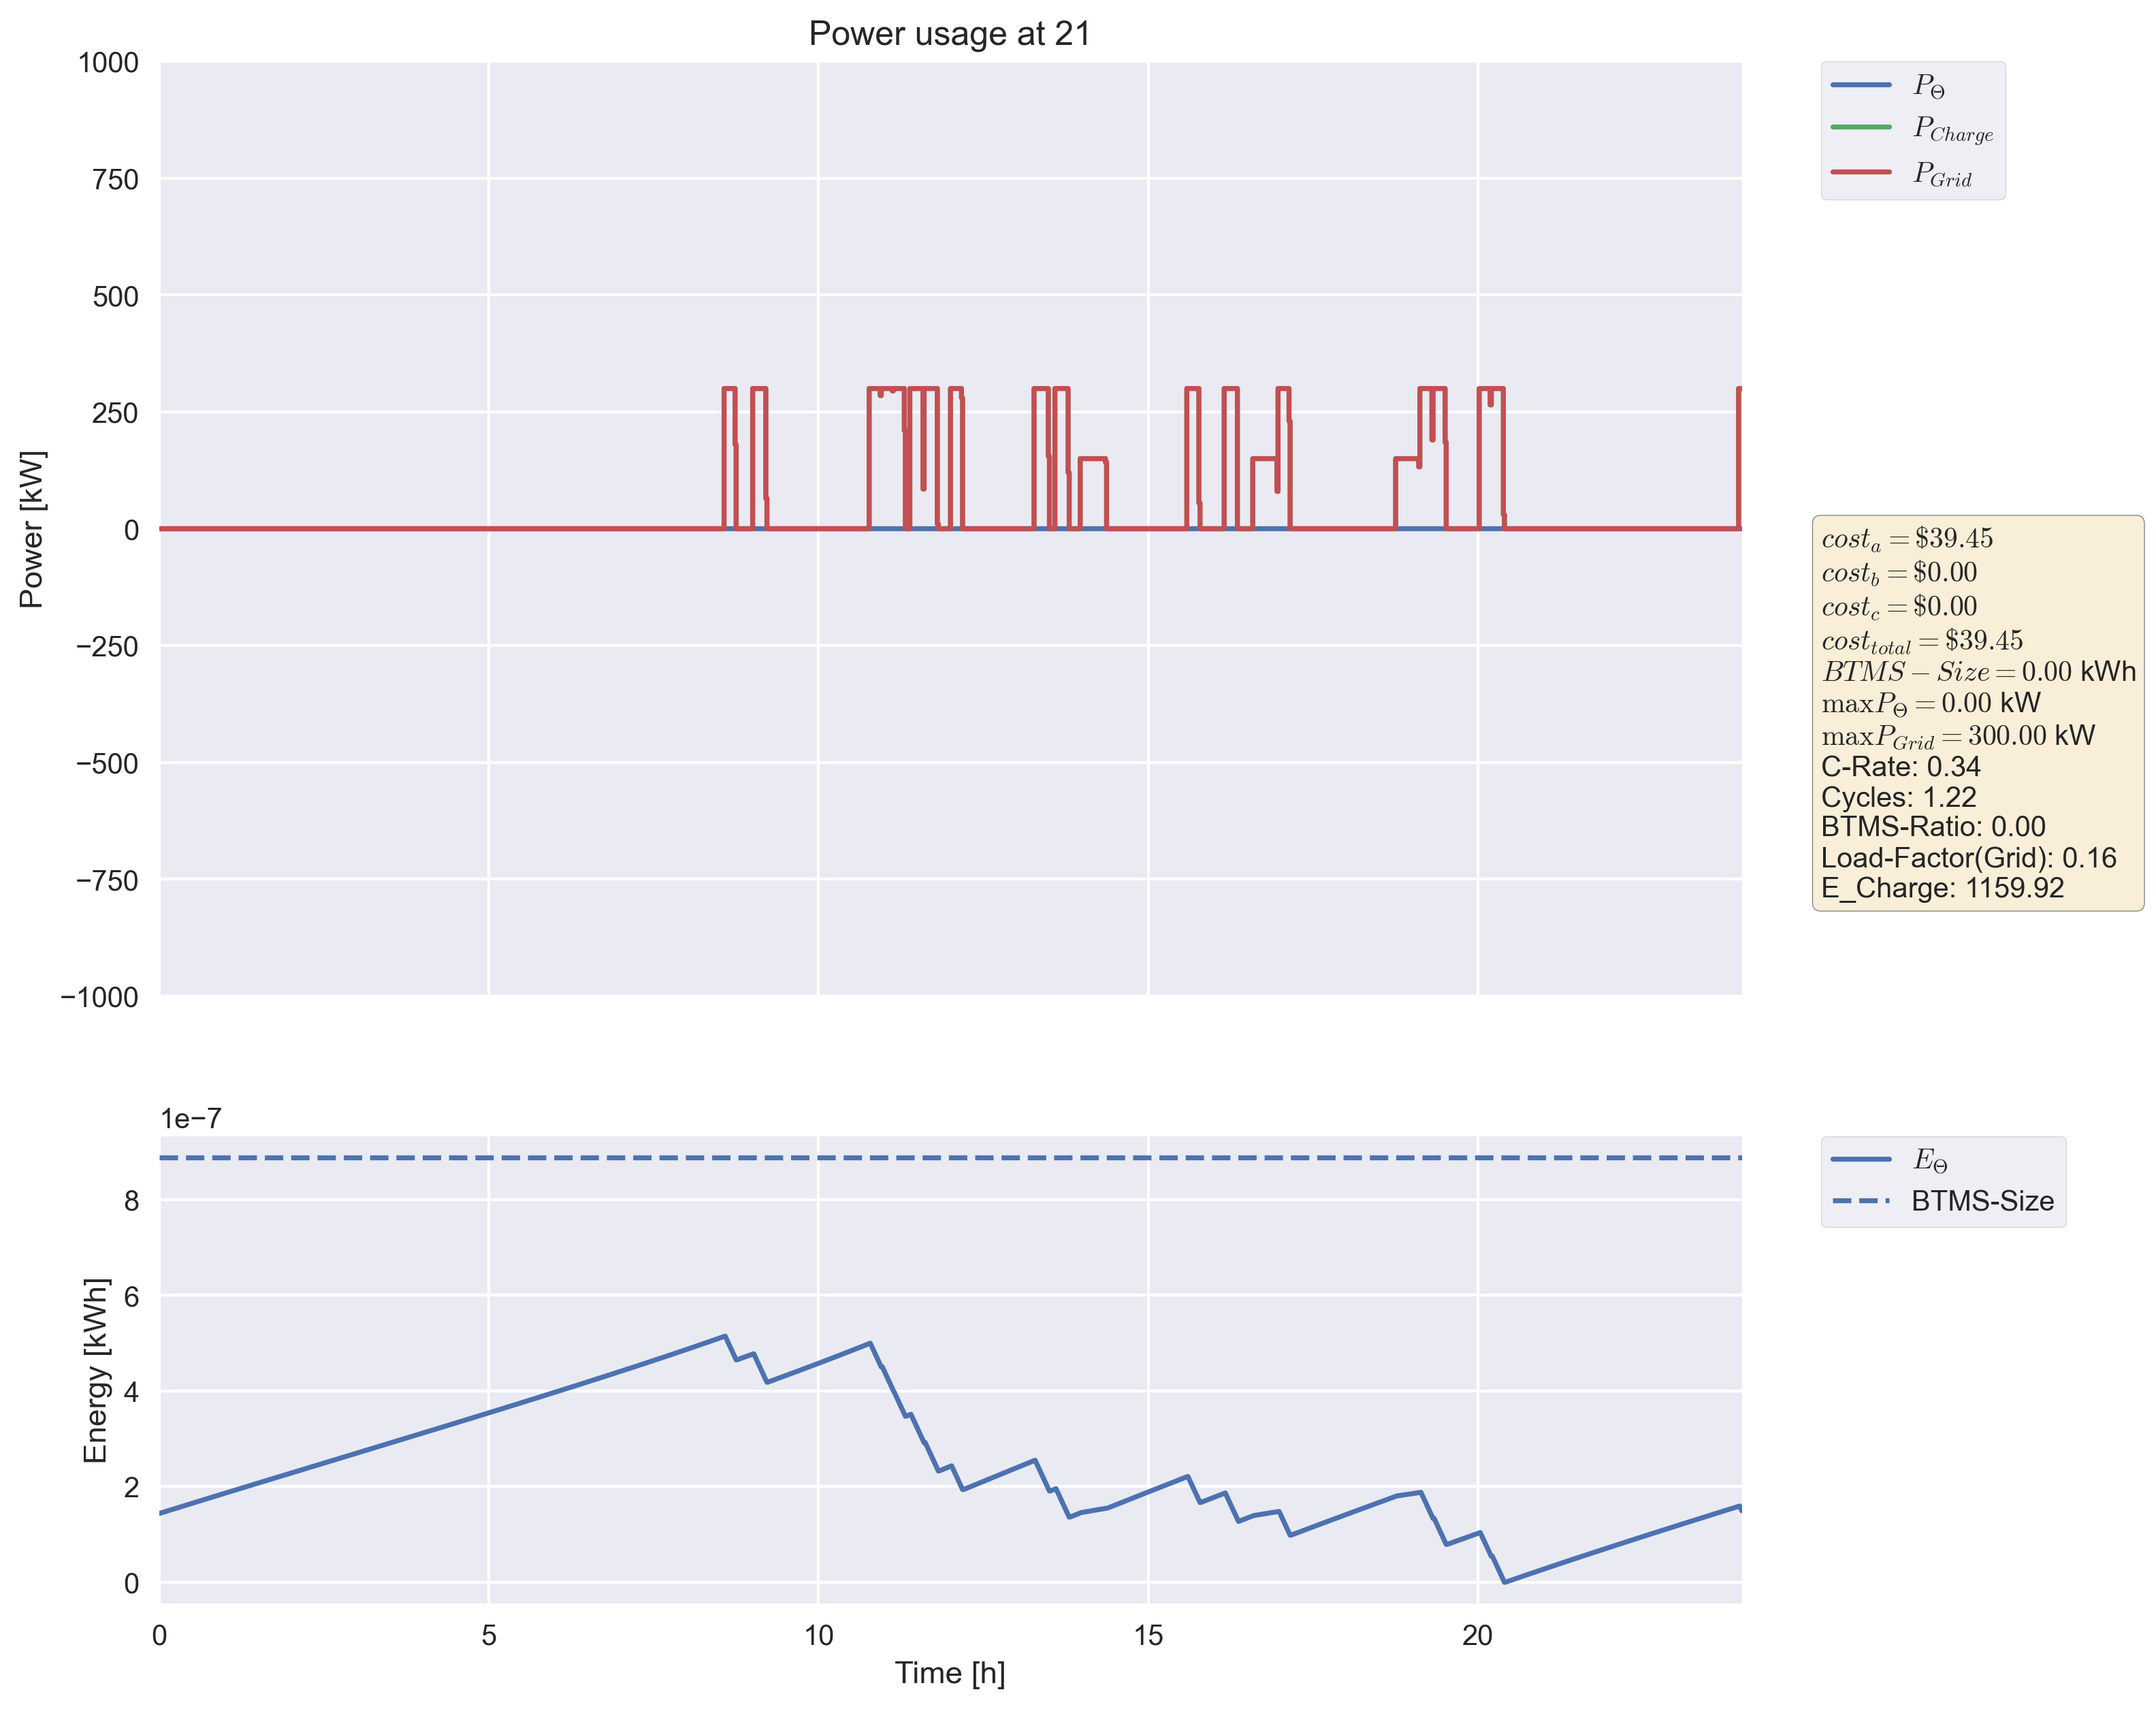 Power usage at 21
1000
750
500
250
0
−250
−500
−750
−1000
Power [kW]
P_Θ
P_Charge
P_Grid
cost_a = $39.45
cost_b = $0.00
cost_c = $0.00
cost_total = $39.45
BTMS − Size = 0.00 kWh
maxP_Θ = 0.00 kW
maxP_Grid = 300.00 kW
C-Rate: 0.34
Cycles: 1.22
BTMS-Ratio: 0.00
Load-Factor(Grid): 0.16
E_Charge: 1159.92
1e−7
8
6
4
2
0
Energy [kWh]
E_Θ
BTMS-Size
0 5 10 15 20
Time [h]